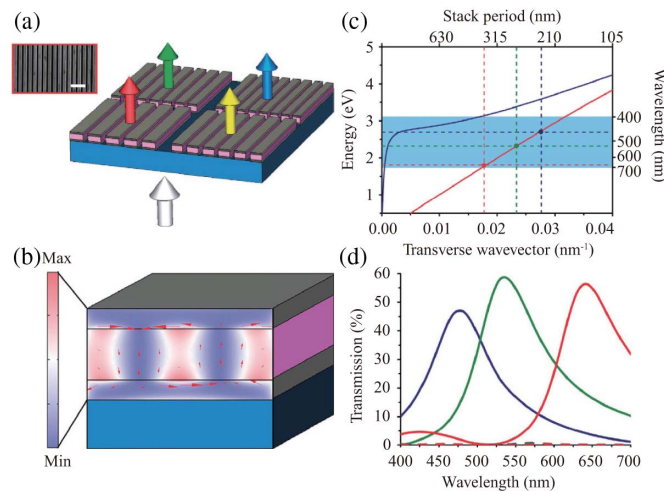 (a)
(b)
Max
Min
(c)
Stack period (nm)
630 315 210 105
Energy (eV)
5
4
3
2
1
400
500
600
700
Wavelength (nm)
0.00 0.01 0.02 0.03 0.04
Transverse wavevector (nm⁻¹)
(d)
Transmission (%)
60
50
40
30
20
10
0
400 450 500 550 600 650 700
Wavelength (nm)